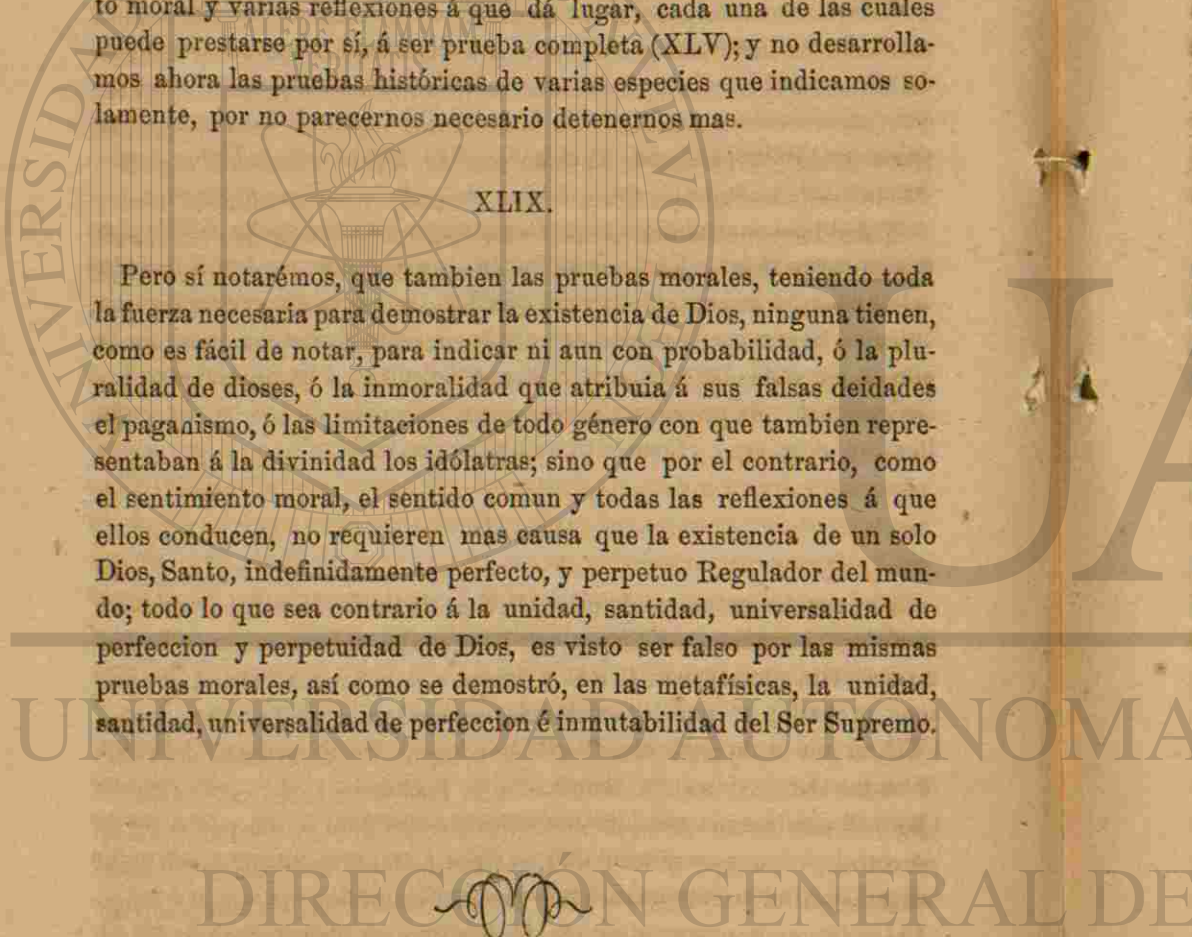 to moral y varias reflexiones á que dá lugar, cada una de las cuales
puede prestarse por sí, á ser prueba completa (XLV); y no desarrolla-
mos ahora las pruebas históricas de varias especies que indicamos so-
lamente, por no parecernos necesario detenernos mas.
XLIX.
Pero sí notarémos, que tambien las pruebas morales, teniendo toda
la fuerza necesaria para demostrar la existencia de Dios, ninguna tienen,
como es fácil de notar, para indicar ni aun con probabilidad, ó la plu-
ralidad de dioses, ó la inmoralidad que atribuia á sus falsas deidades
el paganismo, ó las limitaciones de todo género con que tambien repre-
sentaban á la divinidad los idólatras; sino que por el contrario, como
el sentimiento moral, el sentido comun y todas las reflexiones á que
ellos conducen, no requieren mas causa que la existencia de un solo
Dios, Santo, indefinidamente perfecto, y perpetuo Regulador del mun-
do; todo lo que sea contrario á la unidad, santidad, universalidad de
perfeccion y perpetuidad de Dios, es visto ser falso por las mismas
pruebas morales, así como se demostró, en las metafísicas, la unidad,
santidad, universalidad de perfeccion é inmutabilidad del Ser Supremo.
UA
UNIVERSIDAD AUTÓNOMA
DIRECCIÓN GENERAL DE